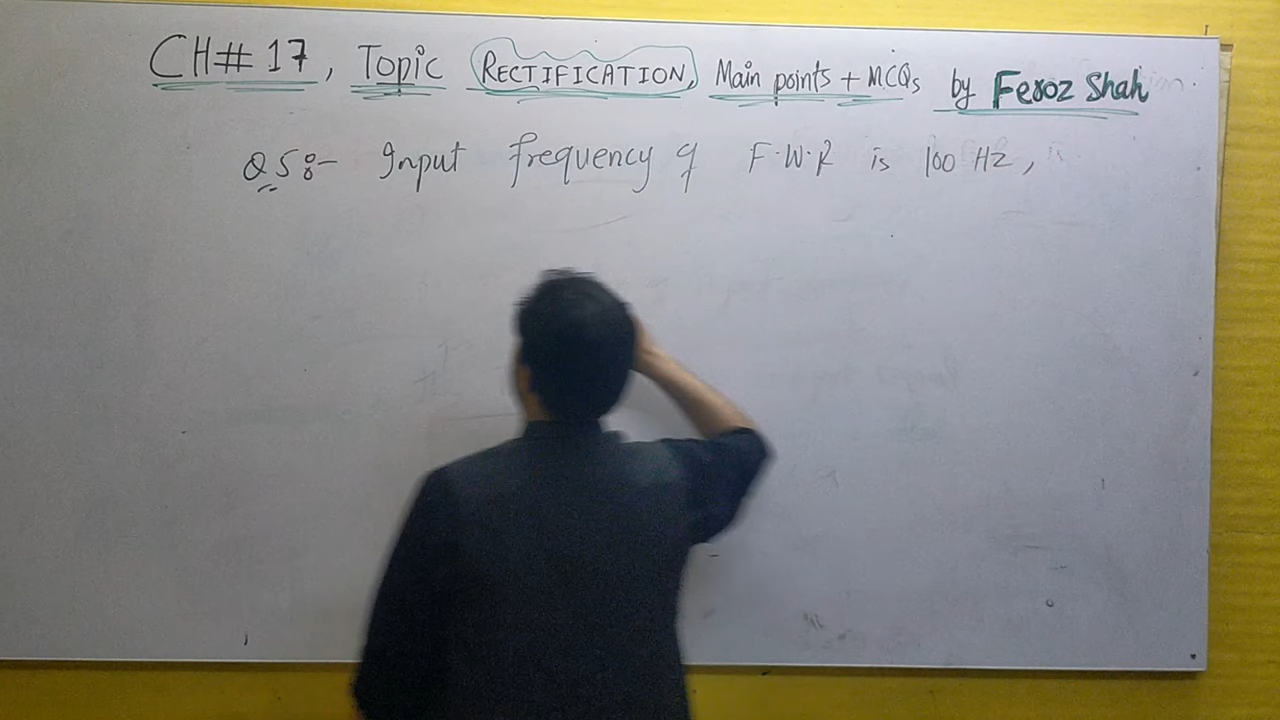 CH# 17, Topic RECTIFICATION, Main points + MCQs by Feroz Shah
Q5:- Input frequency of F.W.R is 100 HZ,